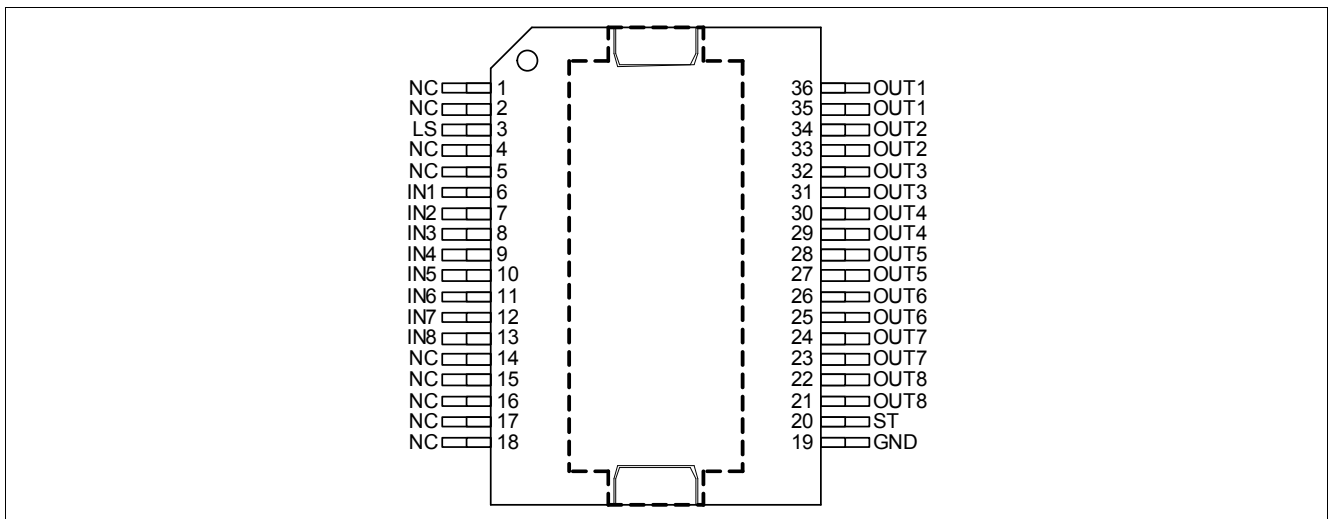 NC 1 36 OUT1
NC 2 35 OUT1
LS 3 34 OUT2
NC 4 33 OUT2
NC 5 32 OUT3
IN1 6 31 OUT3
IN2 7 30 OUT4
IN3 8 29 OUT4
IN4 9 28 OUT5
IN5 10 27 OUT5
IN6 11 26 OUT6
IN7 12 25 OUT6
IN8 13 24 OUT7
NC 14 23 OUT7
NC 15 22 OUT8
NC 16 21 OUT8
NC 17 20 ST
NC 18 19 GND